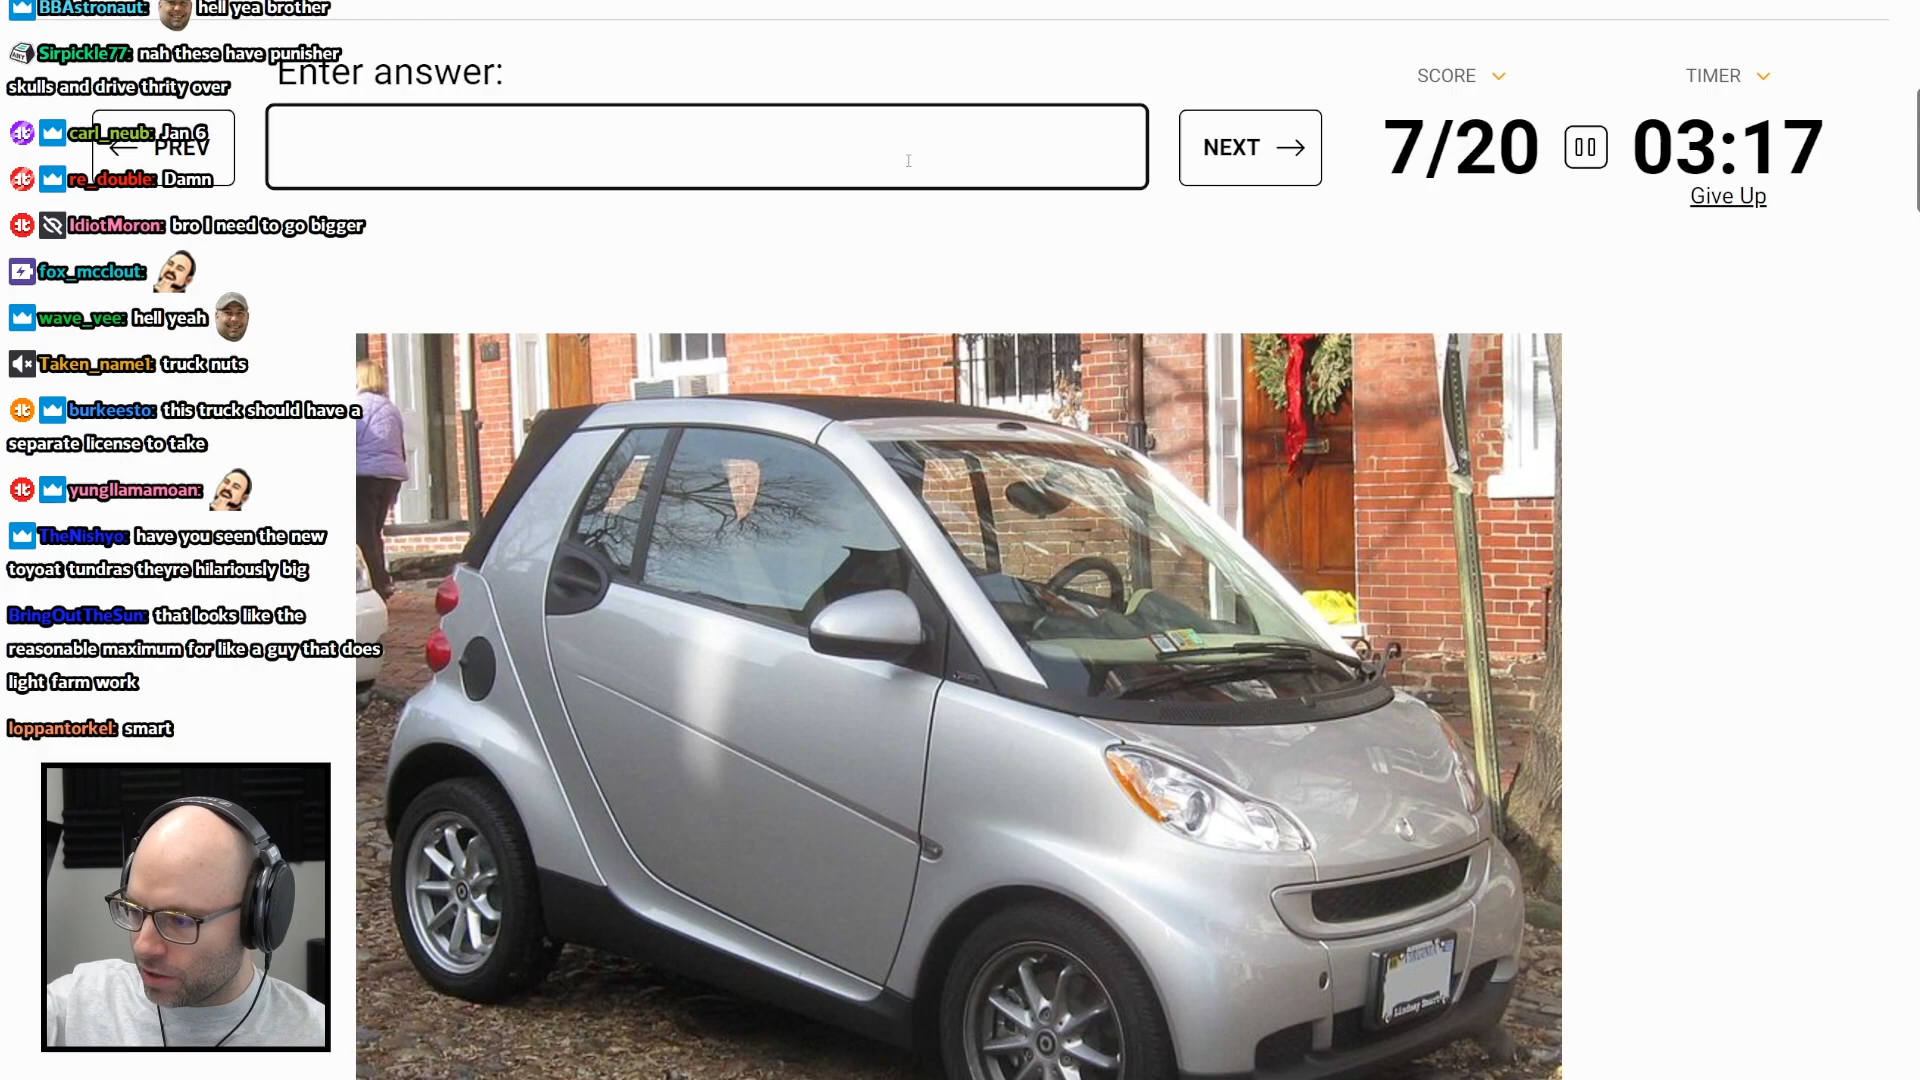 BBAstronaut: hell yea brother
Sirpickle77: nah these have punisher
skulls and drive thrity over
carl_neub: Jan 6
re_double: Damn
IdiotMoron: bro I need to go bigger
fox_mcclout:
wave_vee: hell yeah
Taken_name1: truck nuts
burkeesto: this truck should have a
separate license to take
yungllamamoan:
TheNishyo: have you seen the new
toyoat tundras theyre hilariously big
BringOutTheSun: that looks like the
reasonable maximum for like a guy that does
light farm work
loppantorkel: smart
Enter answer:
← PREV
NEXT →
SCORE
7/20
TIMER
03:17
Give Up
VIRGINIA
Lindsay Smart